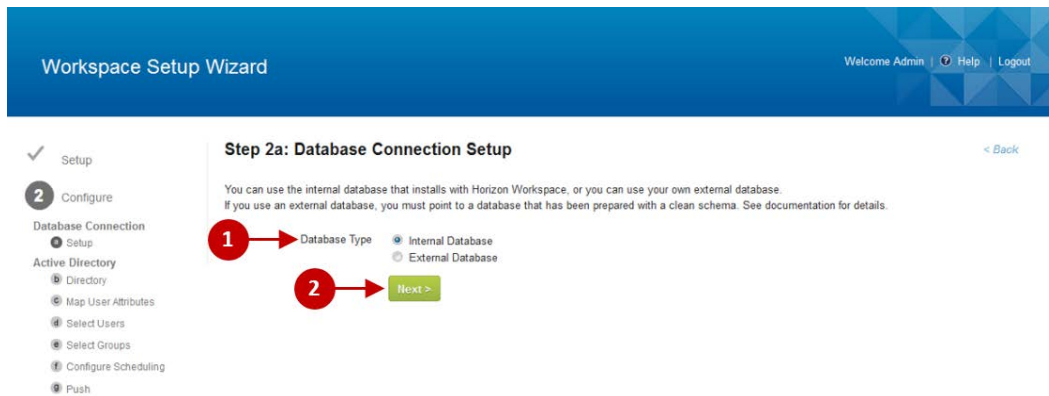 Workspace Setup Wizard
Welcome Admin | ? Help | Logout
Setup
2 Configure
Database Connection
a Setup
Active Directory
b Directory
c Map User Attributes
d Select Users
e Select Groups
f Configure Scheduling
g Push
Step 2a: Database Connection Setup
< Back
You can use the internal database that installs with Horizon Workspace, or you can use your own external database.
If you use an external database, you must point to a database that has been prepared with a clean schema. See documentation for details.
1 Database Type Internal Database
External Database
2 Next >